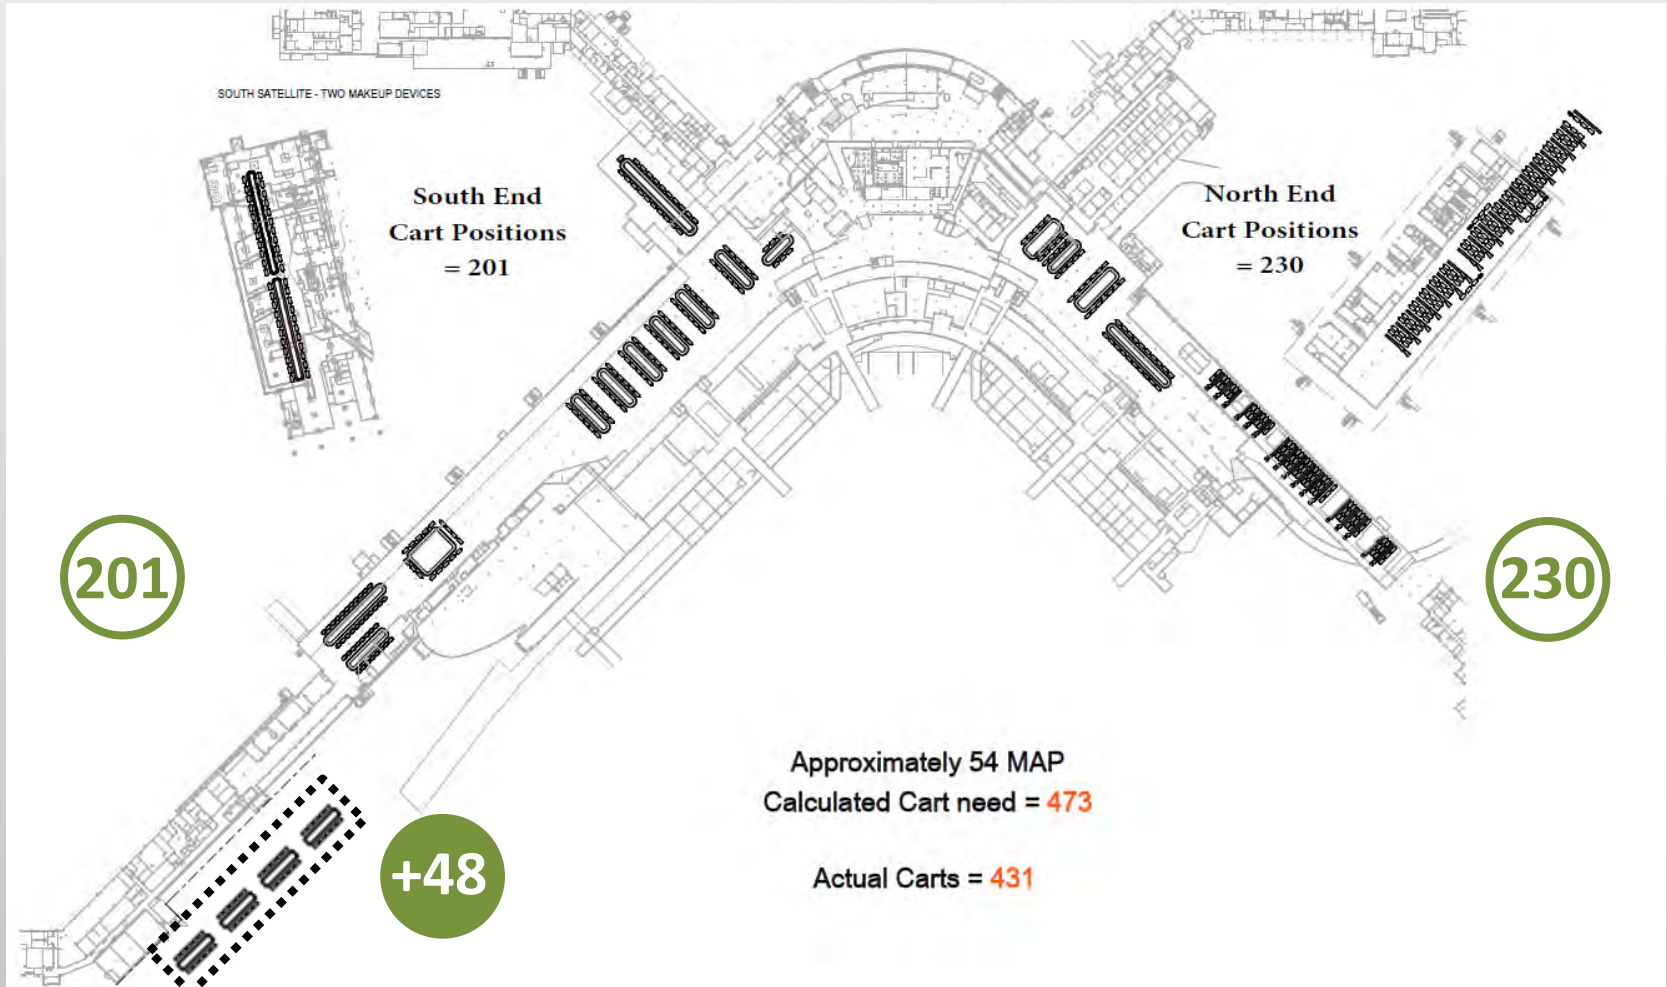 SOUTH SATELLITE - TWO MAKEUP DEVICES
South End
Cart Positions
= 201
North End
Cart Positions
= 230
201
230
Approximately 54 MAP
Calculated Cart need = 473
Actual Carts = 431
+48